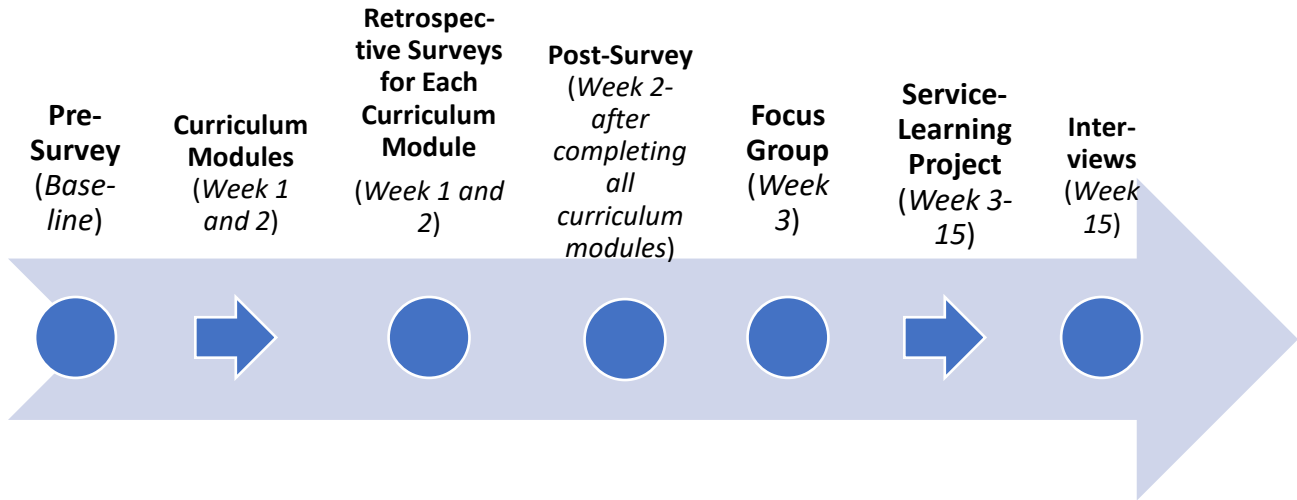 Pre-
Survey
(Base-
line)
Curriculum
Modules
(Week 1
and 2)
Retrospec-
tive Surveys
for Each
Curriculum
Module
(Week 1 and
2)
Post-Survey
(Week 2-
after
completing
all
curriculum
modules)
Focus
Group
(Week
3)
Service-
Learning
Project
(Week 3-
15)
Inter-
views
(Week
15)